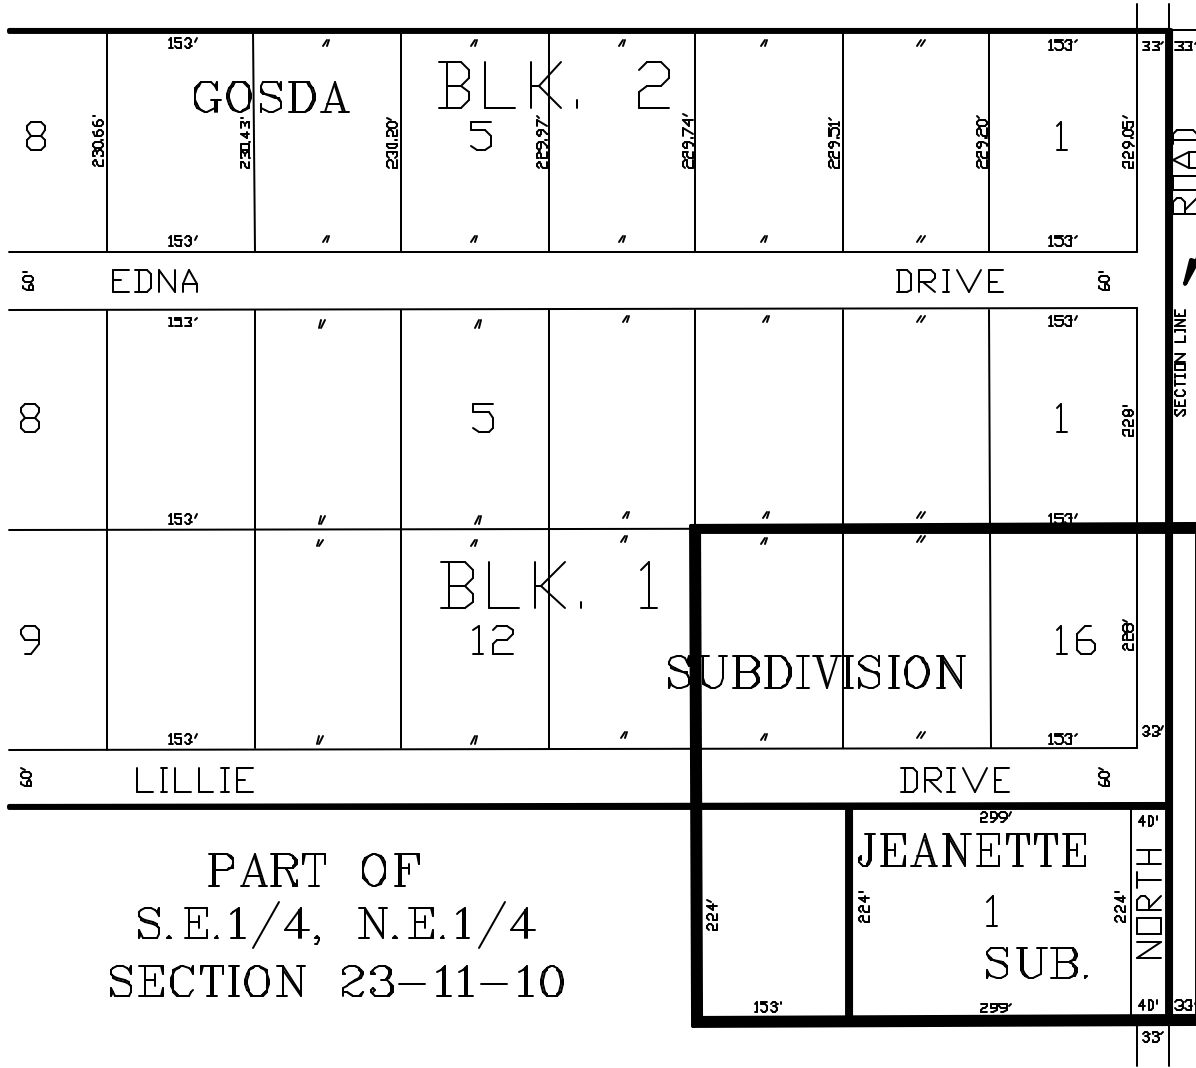 153' " " " " " 153' 33' 33'
GOSDA BLK. 2
8 230.66' 230.43' 230.20' 5 229.97' 229.74' 229.51' 229.20' 1 229.05' ROAD
153' " " " " " 153'
60' EDNA DRIVE 60'
153' " " " " " 153'
SECTION LINE
8 5 1 228'
153' " " " " " 153'
" " " " "
BLK. 1
9 12 16 228'
SUBDIVISION
153' " " " " " 153' 33'
60' LILLIE DRIVE 60'
299' 40'
JEANETTE
PART OF
S.E.1/4, N.E.1/4 224' 224' 1 224' NORTH
SUB.
SECTION 23-11-10
153' 299' 40' 33'
33'